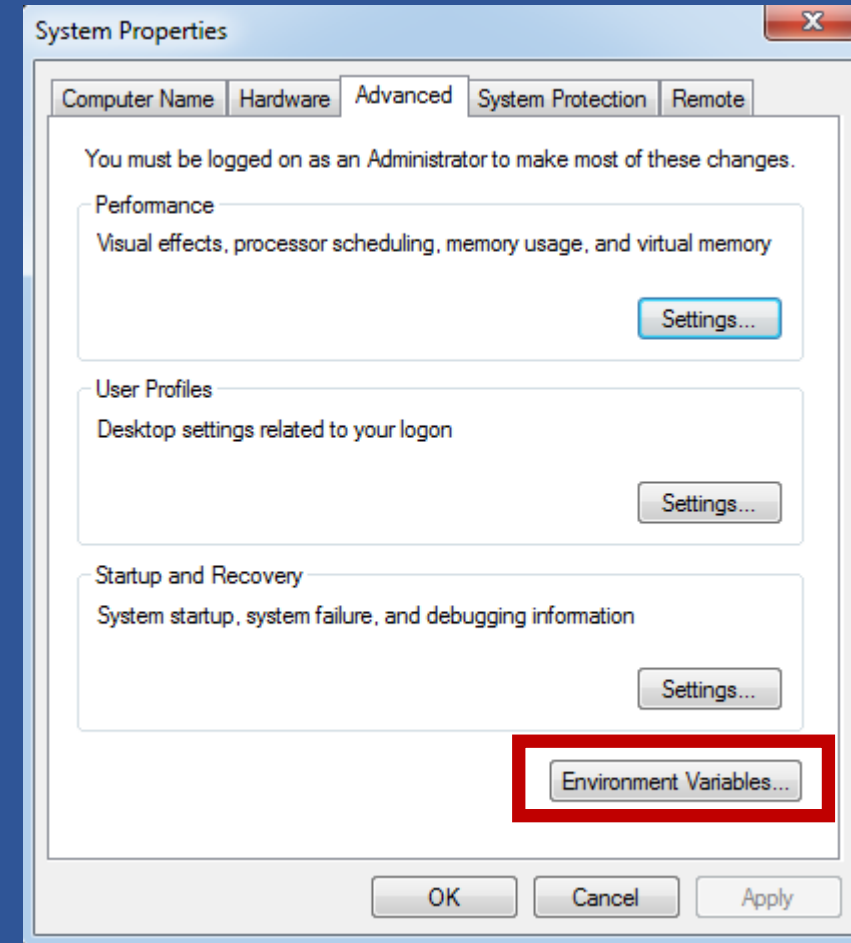 System Properties
Computer Name Hardware Advanced System Protection Remote
You must be logged on as an Administrator to make most of these changes.
Performance
Visual effects, processor scheduling, memory usage, and virtual memory
Settings...
User Profiles
Desktop settings related to your logon
Settings...
Startup and Recovery
System startup, system failure, and debugging information
Settings...
Environment Variables...
OK Cancel Apply